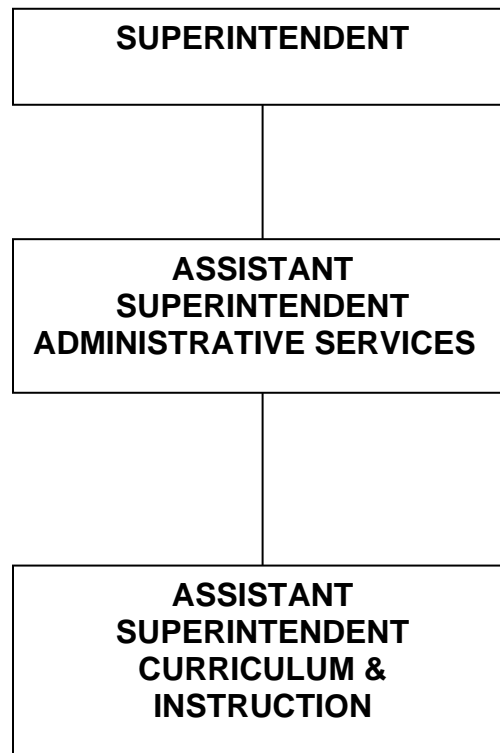 SUPERINTENDENT
ASSISTANT
SUPERINTENDENT
ADMINISTRATIVE SERVICES
ASSISTANT
SUPERINTENDENT
CURRICULUM &
INSTRUCTION